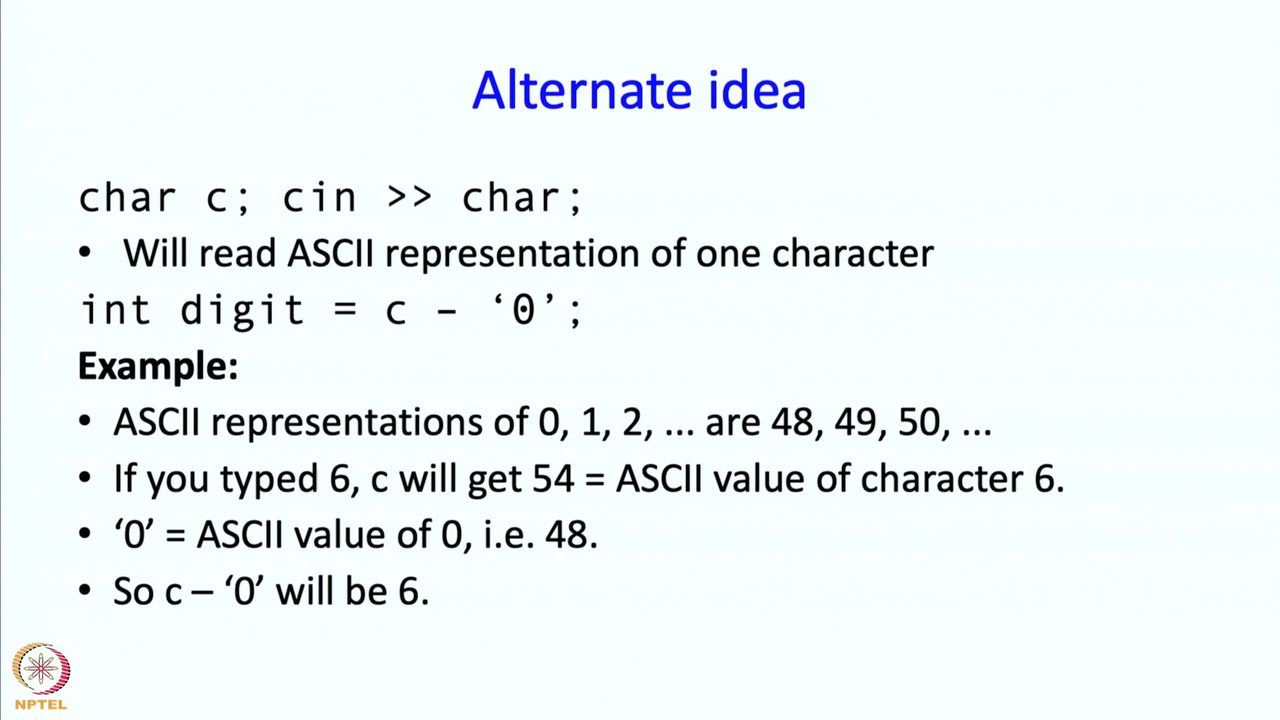 Alternate idea
char c; cin >> char;
• Will read ASCII representation of one character
int digit = c – ‘0’;
Example:
• ASCII representations of 0, 1, 2, ... are 48, 49, 50, ...
• If you typed 6, c will get 54 = ASCII value of character 6.
• ‘0’ = ASCII value of 0, i.e. 48.
• So c – ‘0’ will be 6.
NPTEL